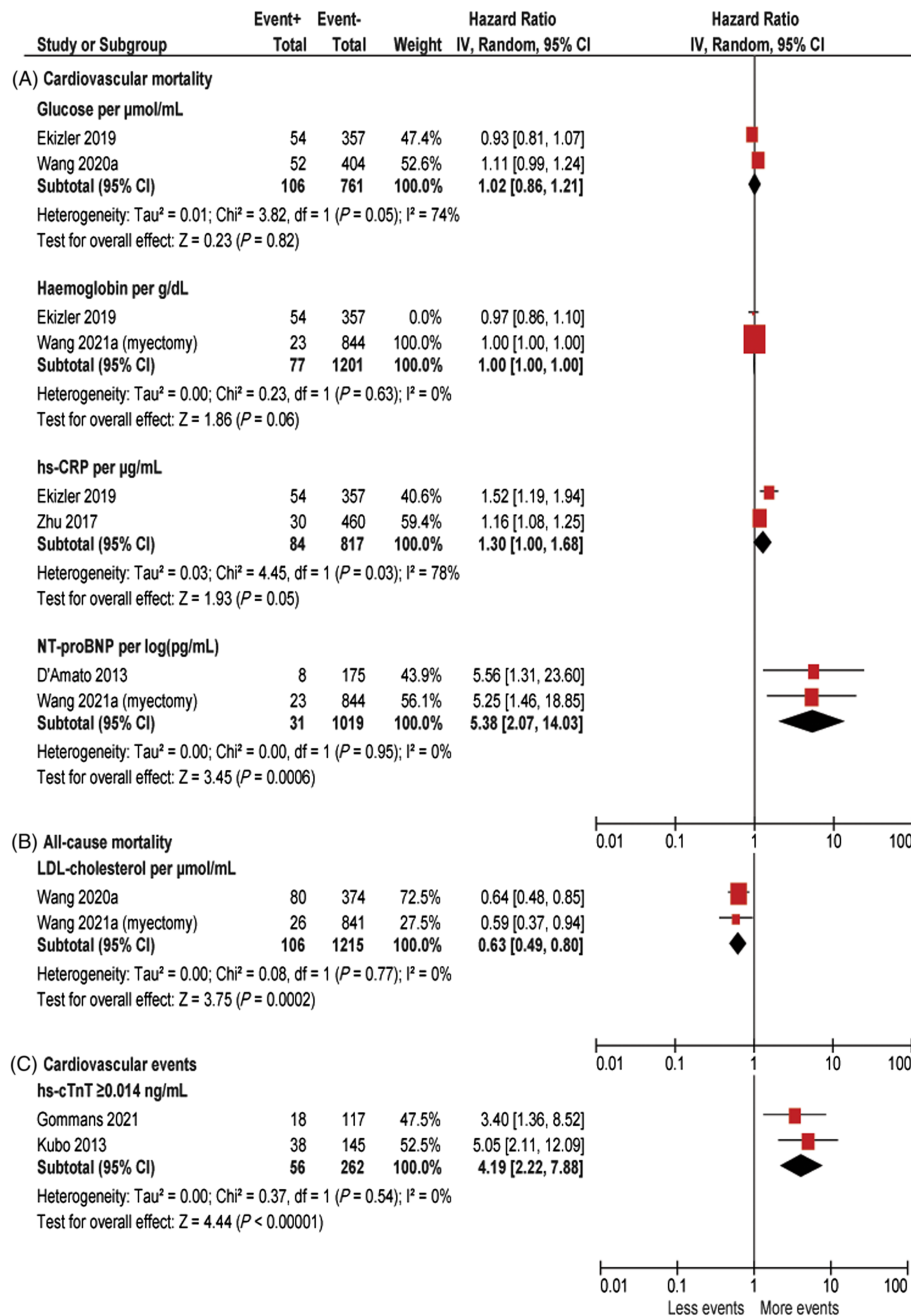 Event+ Event- Hazard Ratio Hazard Ratio
Study or Subgroup Total Total Weight IV, Random, 95% CI IV, Random, 95% CI
(A) Cardiovascular mortality
Glucose per µmol/mL
Ekizler 2019 54 357 47.4% 0.93 [0.81, 1.07]
Wang 2020a 52 404 52.6% 1.11 [0.99, 1.24]
Subtotal (95% CI) 106 761 100.0% 1.02 [0.86, 1.21]
Heterogeneity: Tau² = 0.01; Chi² = 3.82, df = 1 (P = 0.05); I² = 74%
Test for overall effect: Z = 0.23 (P = 0.82)
Haemoglobin per g/dL
Ekizler 2019 54 357 0.0% 0.97 [0.86, 1.10]
Wang 2021a (myectomy) 23 844 100.0% 1.00 [1.00, 1.00]
Subtotal (95% CI) 77 1201 100.0% 1.00 [1.00, 1.00]
Heterogeneity: Tau² = 0.00; Chi² = 0.23, df = 1 (P = 0.63); I² = 0%
Test for overall effect: Z = 1.86 (P = 0.06)
hs-CRP per µg/mL
Ekizler 2019 54 357 40.6% 1.52 [1.19, 1.94]
Zhu 2017 30 460 59.4% 1.16 [1.08, 1.25]
Subtotal (95% CI) 84 817 100.0% 1.30 [1.00, 1.68]
Heterogeneity: Tau² = 0.03; Chi² = 4.45, df = 1 (P = 0.03); I² = 78%
Test for overall effect: Z = 1.93 (P = 0.05)
NT-proBNP per log(pg/mL)
D'Amato 2013 8 175 43.9% 5.56 [1.31, 23.60]
Wang 2021a (myectomy) 23 844 56.1% 5.25 [1.46, 18.85]
Subtotal (95% CI) 31 1019 100.0% 5.38 [2.07, 14.03]
Heterogeneity: Tau² = 0.00; Chi² = 0.00, df = 1 (P = 0.95); I² = 0%
Test for overall effect: Z = 3.45 (P = 0.0006)
0.01 0.1 1 10 100
(B) All-cause mortality
LDL-cholesterol per µmol/mL
Wang 2020a 80 374 72.5% 0.64 [0.48, 0.85]
Wang 2021a (myectomy) 26 841 27.5% 0.59 [0.37, 0.94]
Subtotal (95% CI) 106 1215 100.0% 0.63 [0.49, 0.80]
Heterogeneity: Tau² = 0.00; Chi² = 0.08, df = 1 (P = 0.77); I² = 0%
Test for overall effect: Z = 3.75 (P = 0.0002)
0.01 0.1 1 10 100
(C) Cardiovascular events
hs-cTnT ≥0.014 ng/mL
Gommans 2021 18 117 47.5% 3.40 [1.36, 8.52]
Kubo 2013 38 145 52.5% 5.05 [2.11, 12.09]
Subtotal (95% CI) 56 262 100.0% 4.19 [2.22, 7.88]
Heterogeneity: Tau² = 0.00; Chi² = 0.37, df = 1 (P = 0.54); I² = 0%
Test for overall effect: Z = 4.44 (P < 0.00001)
0.01 0.1 1 10 100
Less events More events